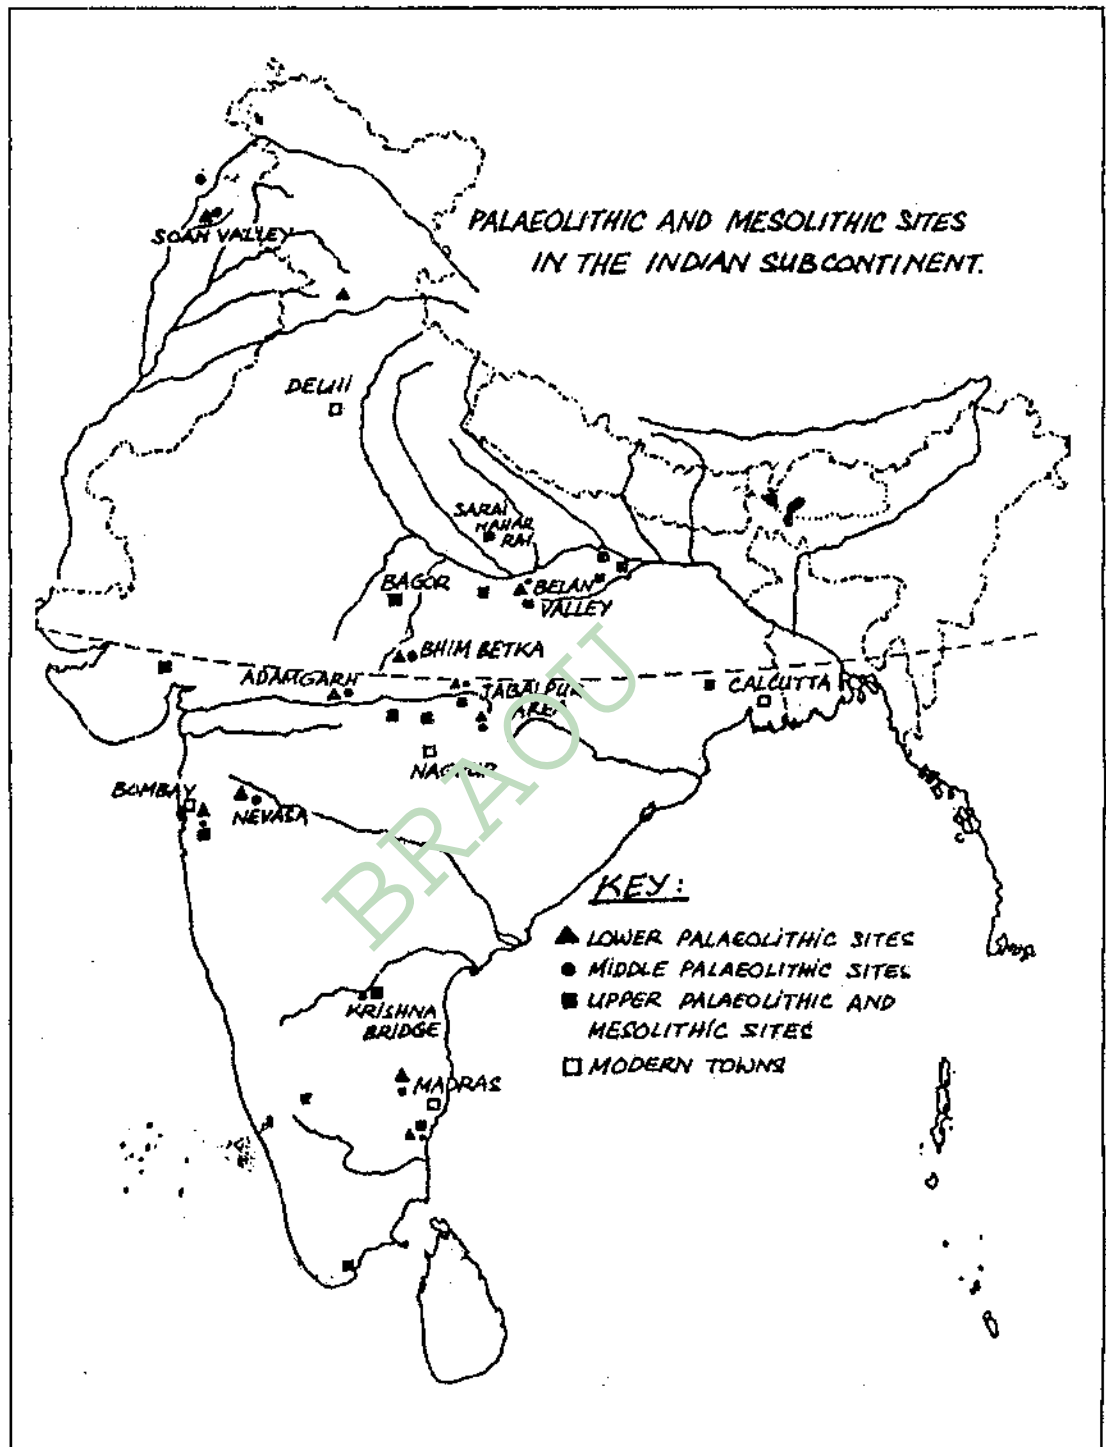 PALAEOLITHIC AND MESOLITHIC SITES
IN THE INDIAN SUBCONTINENT.
SOAN VALLEY
DELHI
SARAI
NAHAR
RAI
BAGOR
BELAN
VALLEY
BHIM BETKA
ADAMGARH
JABALPUR
AREA
CALCUTTA
NAGPUR
BOMBAY
NEVASA
BRAOU
KEY:
LOWER PALAEOLITHIC SITES
MIDDLE PALAEOLITHIC SITES
UPPER PALAEOLITHIC AND
MESOLITHIC SITES
MODERN TOWNS
KRISHNA
BRIDGE
MADRAS